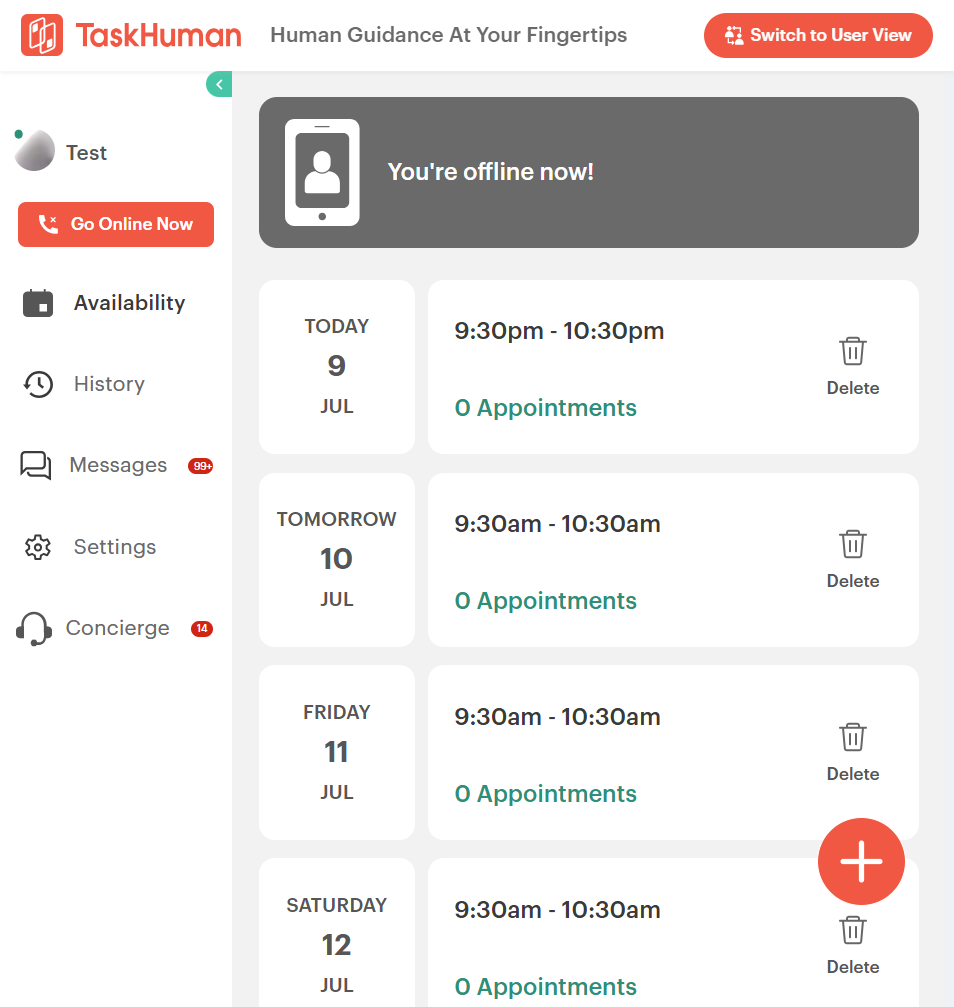 TaskHuman
Human Guidance At Your Fingertips
Switch to User View
Test
Go Online Now
Availability
History
Messages 99+
Settings
Concierge 14
You're offline now!
TODAY
9
JUL
9:30pm - 10:30pm
0 Appointments
Delete
TOMORROW
10
JUL
9:30am - 10:30am
0 Appointments
Delete
FRIDAY
11
JUL
9:30am - 10:30am
0 Appointments
Delete
SATURDAY
12
JUL
9:30am - 10:30am
0 Appointments
Delete